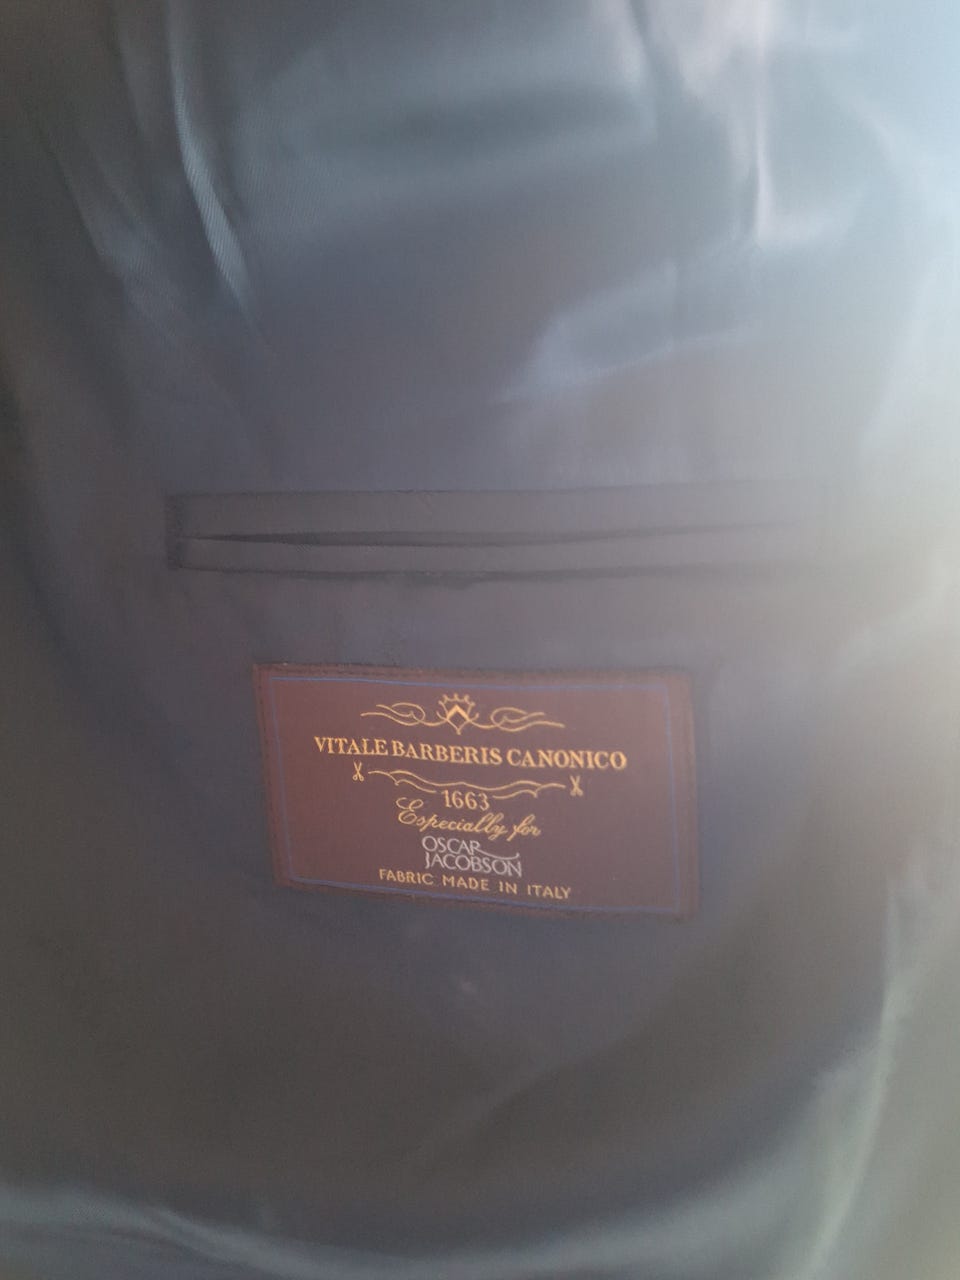 VITALE BARBERIS CANONICO
1663
Especially for
OSCAR
JACOBSON
FABRIC MADE IN ITALY